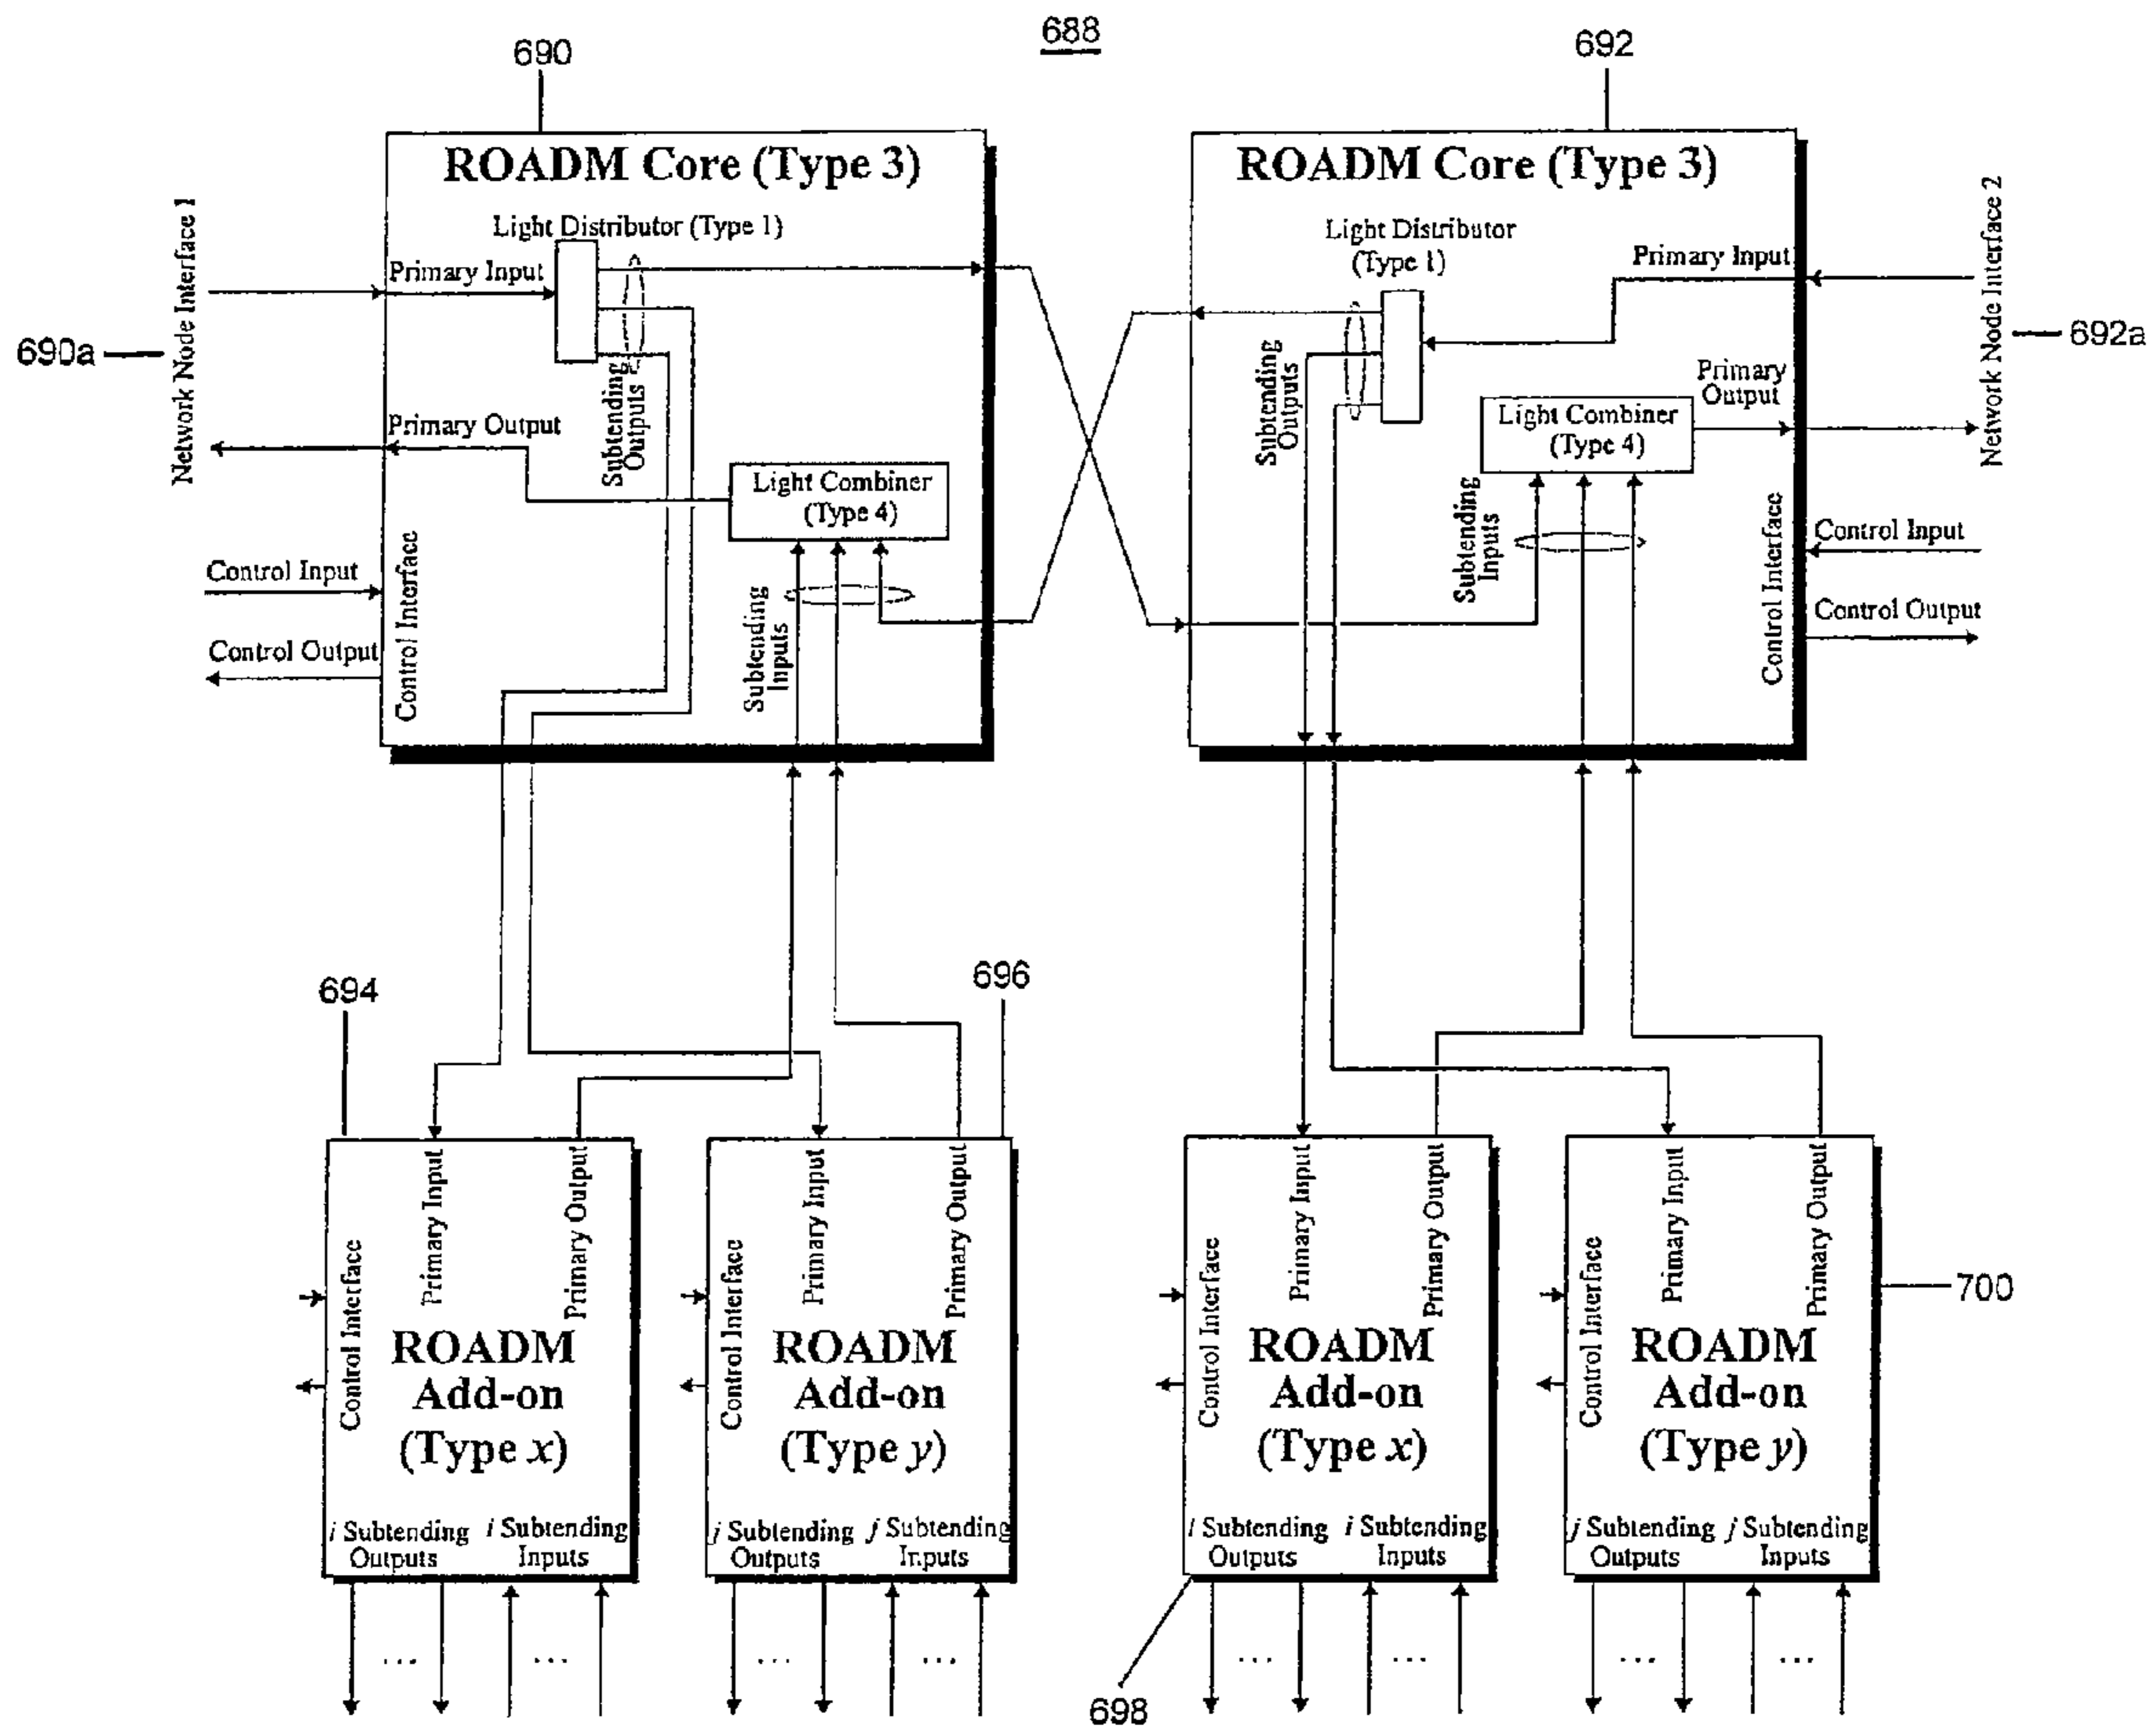 688
690
692
ROADM Core (Type 3)
Light Distributor (Type 1)
Primary Input
Subtending
Outputs
Primary Output
Light Combiner
(Type 4)
Subtending
Inputs
Control Interface
Network Node Interface 1
690a
Control Input
Control Output
ROADM Core (Type 3)
Light Distributor
(Type 1)
Primary Input
Subtending
Outputs
Primary
Output
Light Combiner
(Type 4)
Subtending
Inputs
Control Interface
Network Node Interface 2
692a
Control Input
Control Output
694
Control Interface
Primary Input
Primary Output
ROADM
Add-on
(Type x)
i Subtending
Outputs
i Subtending
Inputs
...
...
696
Control Interface
Primary Input
Primary Output
ROADM
Add-on
(Type y)
j Subtending
Outputs
j Subtending
Inputs
...
...
698
Control Interface
Primary Input
Primary Output
ROADM
Add-on
(Type x)
i Subtending
Outputs
i Subtending
Inputs
...
...
700
Control Interface
Primary Input
Primary Output
ROADM
Add-on
(Type y)
j Subtending
Outputs
j Subtending
Inputs
...
...